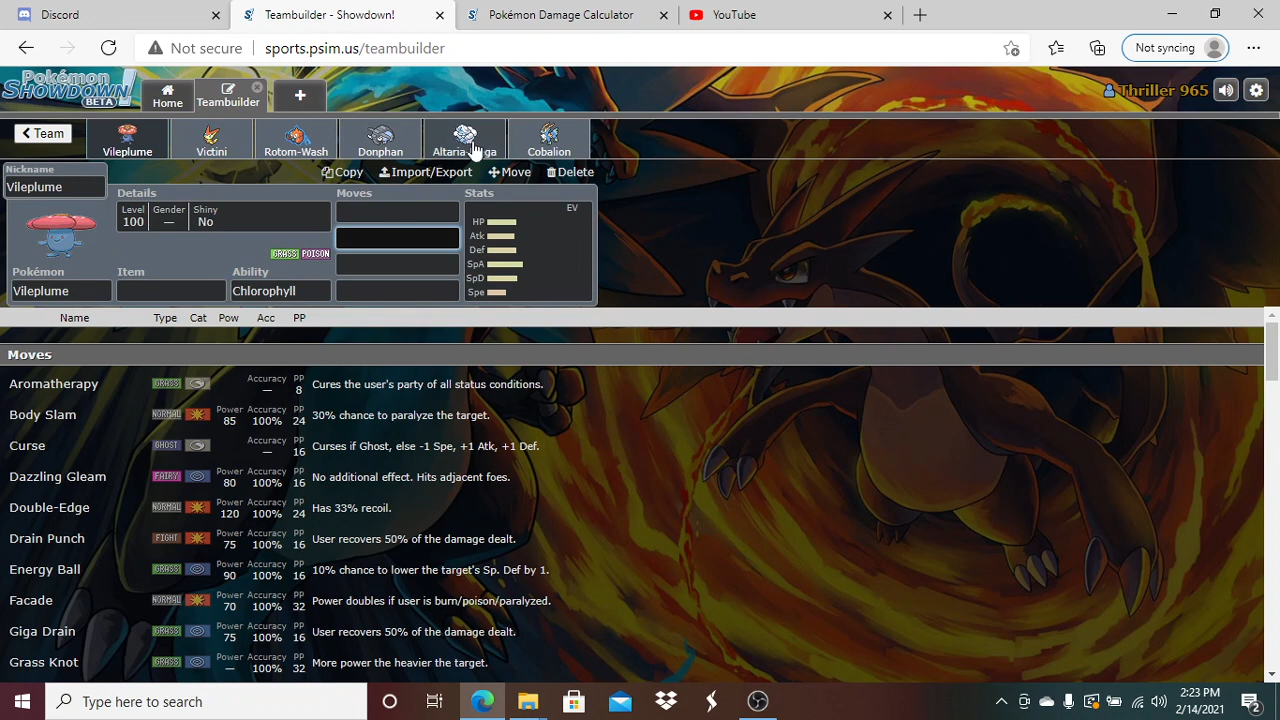 Discord
Teambuilder - Showdown!
Pokémon Damage Calculator
YouTube
Not secure
sports.psim.us/teambuilder
Not syncing
Pokémon
SHOWDOWN!
BETA
Home
Teambuilder
Thriller 965
Team
Vileplume
Victini
Rotom-Wash
Donphan
Cobalion
Copy
Import/Export
Move
Delete
Nickname
Vileplume
Details
Level Gender Shiny
100 — No
Moves
Stats
EV
HP
Atk
Def
SpA
SpD
Spe
GRASS POISON
Pokémon
Vileplume
Item
Ability
Chlorophyll
Name Type Cat Pow Acc PP
Moves
Aromatherapy GRASS Accuracy — PP 8 Cures the user's party of all status conditions.
Body Slam NORMAL Power 85 Accuracy 100% PP 24 30% chance to paralyze the target.
Curse GHOST Accuracy — PP 16 Curses if Ghost, else -1 Spe, +1 Atk, +1 Def.
Dazzling Gleam FAIRY Power 80 Accuracy 100% PP 16 No additional effect. Hits adjacent foes.
Double-Edge NORMAL Power 120 Accuracy 100% PP 24 Has 33% recoil.
Drain Punch FIGHT Power 75 Accuracy 100% PP 16 User recovers 50% of the damage dealt.
Energy Ball GRASS Power 90 Accuracy 100% PP 16 10% chance to lower the target's Sp. Def by 1.
Facade NORMAL Power 70 Accuracy 100% PP 32 Power doubles if user is burn/poison/paralyzed.
Giga Drain GRASS Power 75 Accuracy 100% PP 16 User recovers 50% of the damage dealt.
Grass Knot GRASS Power — Accuracy 100% PP 32 More power the heavier the target.
Type here to search
2:23 PM
2/14/2021
2